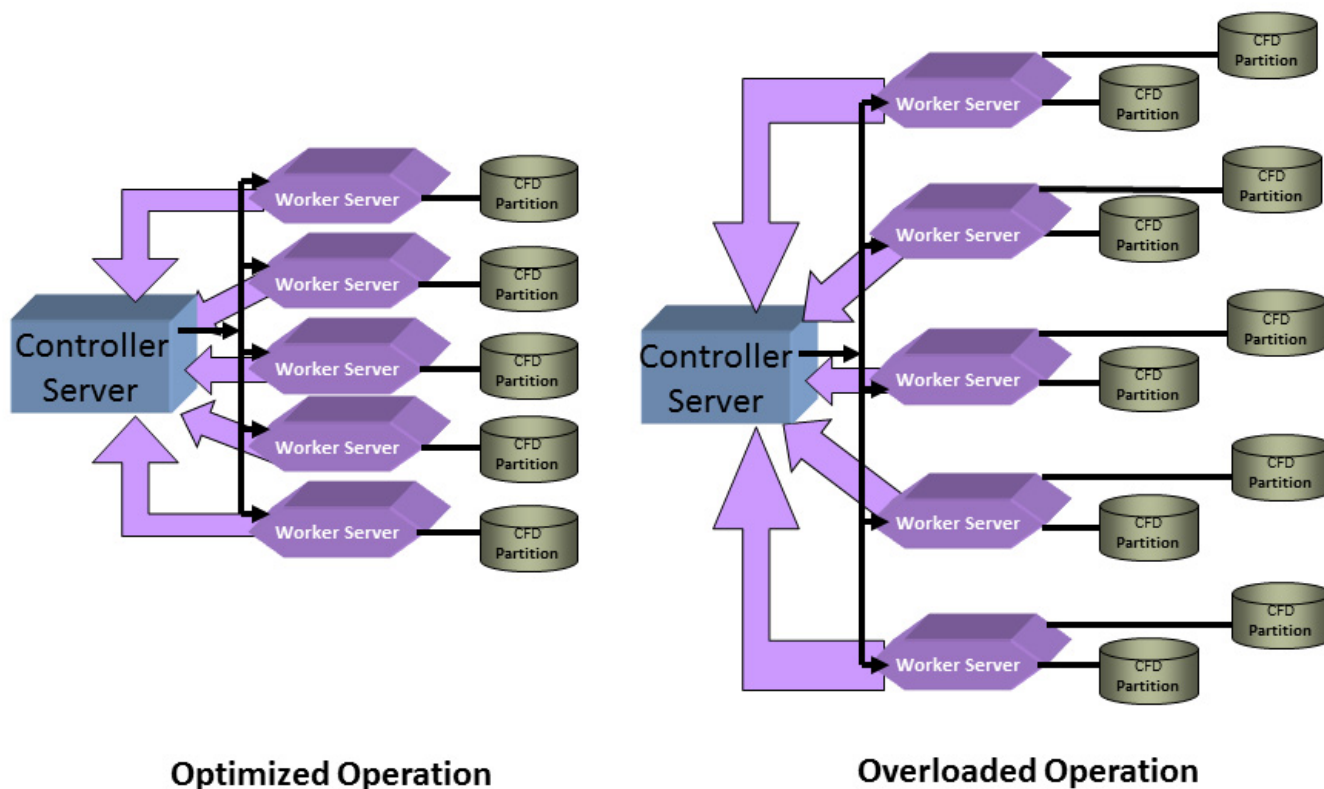 Controller
Server
Worker Server
CFD
Partition
Worker Server
CFD
Partition
Worker Server
CFD
Partition
Worker Server
CFD
Partition
Worker Server
CFD
Partition
Optimized Operation
Controller
Server
Worker Server
CFD
Partition
CFD
Partition
Worker Server
CFD
Partition
CFD
Partition
Worker Server
CFD
Partition
CFD
Partition
Worker Server
CFD
Partition
CFD
Partition
Worker Server
CFD
Partition
CFD
Partition
Overloaded Operation